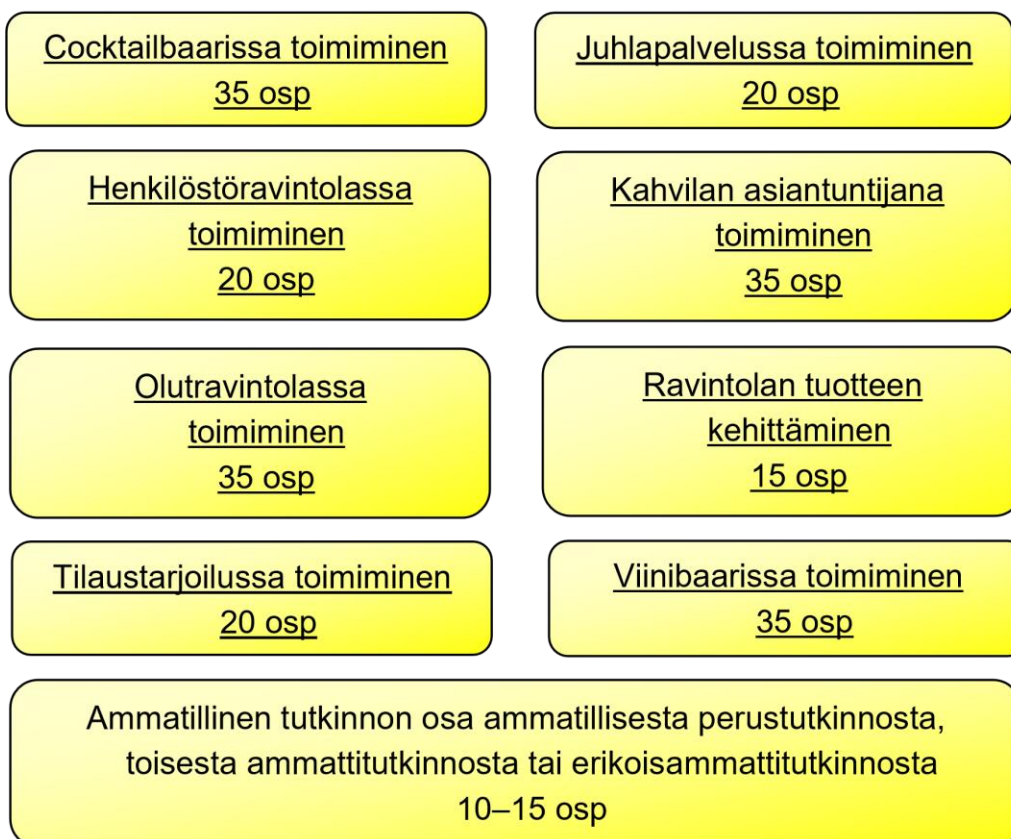 Cocktailbaarissa toimiminen
35 osp
Juhlapalvelussa toimiminen
20 osp
Henkilöstöravintolassa
toimiminen
20 osp
Kahvilan asiantuntijana
toimiminen
35 osp
Olutravintolassa
toimiminen
35 osp
Ravintolan tuotteen
kehittäminen
15 osp
Tilaustarjoilussa toimiminen
20 osp
Viinibaarissa toimiminen
35 osp
Ammatillinen tutkinnon osa ammatillisesta perustutkinnosta,
toisesta ammattitutkinnosta tai erikoisammattitutkinnosta
10–15 osp